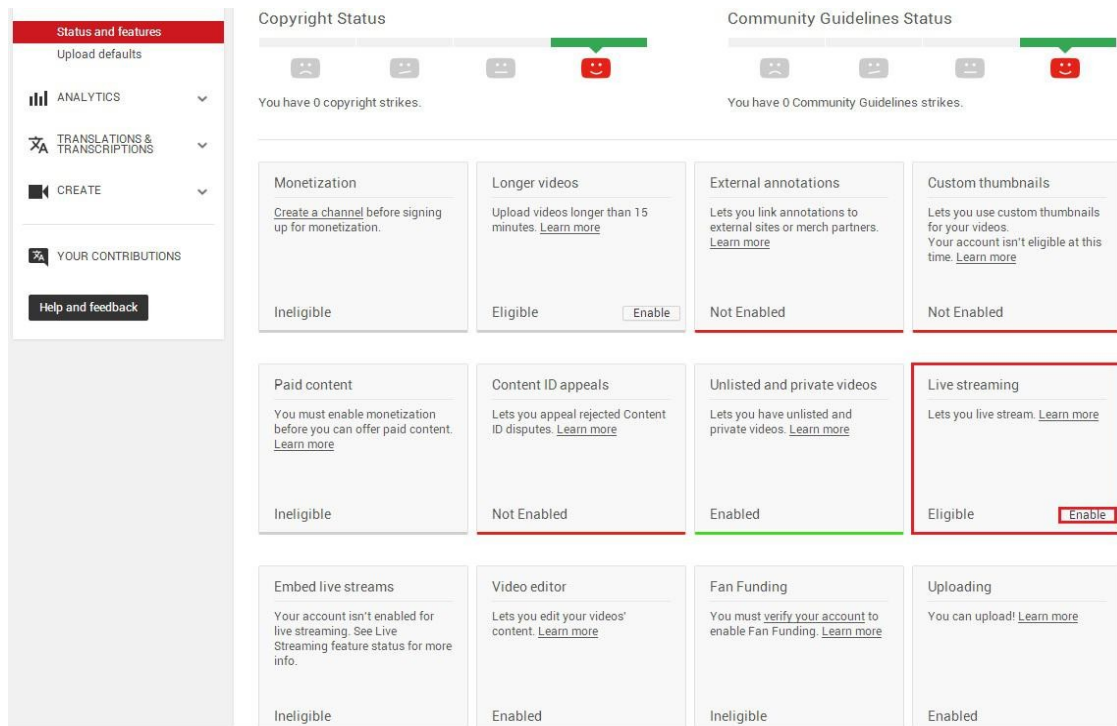 Status and features
Upload defaults
ANALYTICS
TRANSLATIONS &
TRANSCRIPTIONS
CREATE
YOUR CONTRIBUTIONS
Help and feedback
Copyright Status
You have 0 copyright strikes.
Community Guidelines Status
You have 0 Community Guidelines strikes.
Monetization
Create a channel before signing
up for monetization.
Ineligible
Longer videos
Upload videos longer than 15
minutes. Learn more
Eligible
Enable
External annotations
Lets you link annotations to
external sites or merch partners.
Learn more
Not Enabled
Custom thumbnails
Lets you use custom thumbnails
for your videos.
Your account isn't eligible at this
time. Learn more
Not Enabled
Paid content
You must enable monetization
before you can offer paid content.
Learn more
Ineligible
Content ID appeals
Lets you appeal rejected Content
ID disputes. Learn more
Not Enabled
Unlisted and private videos
Lets you have unlisted and
private videos. Learn more
Enabled
Live streaming
Lets you live stream. Learn more
Eligible
Enable
Embed live streams
Your account isn't enabled for
live streaming. See Live
Streaming feature status for more
info.
Ineligible
Video editor
Lets you edit your videos'
content. Learn more
Enabled
Fan Funding
You must verify your account to
enable Fan Funding. Learn more
Ineligible
Uploading
You can upload! Learn more
Enabled